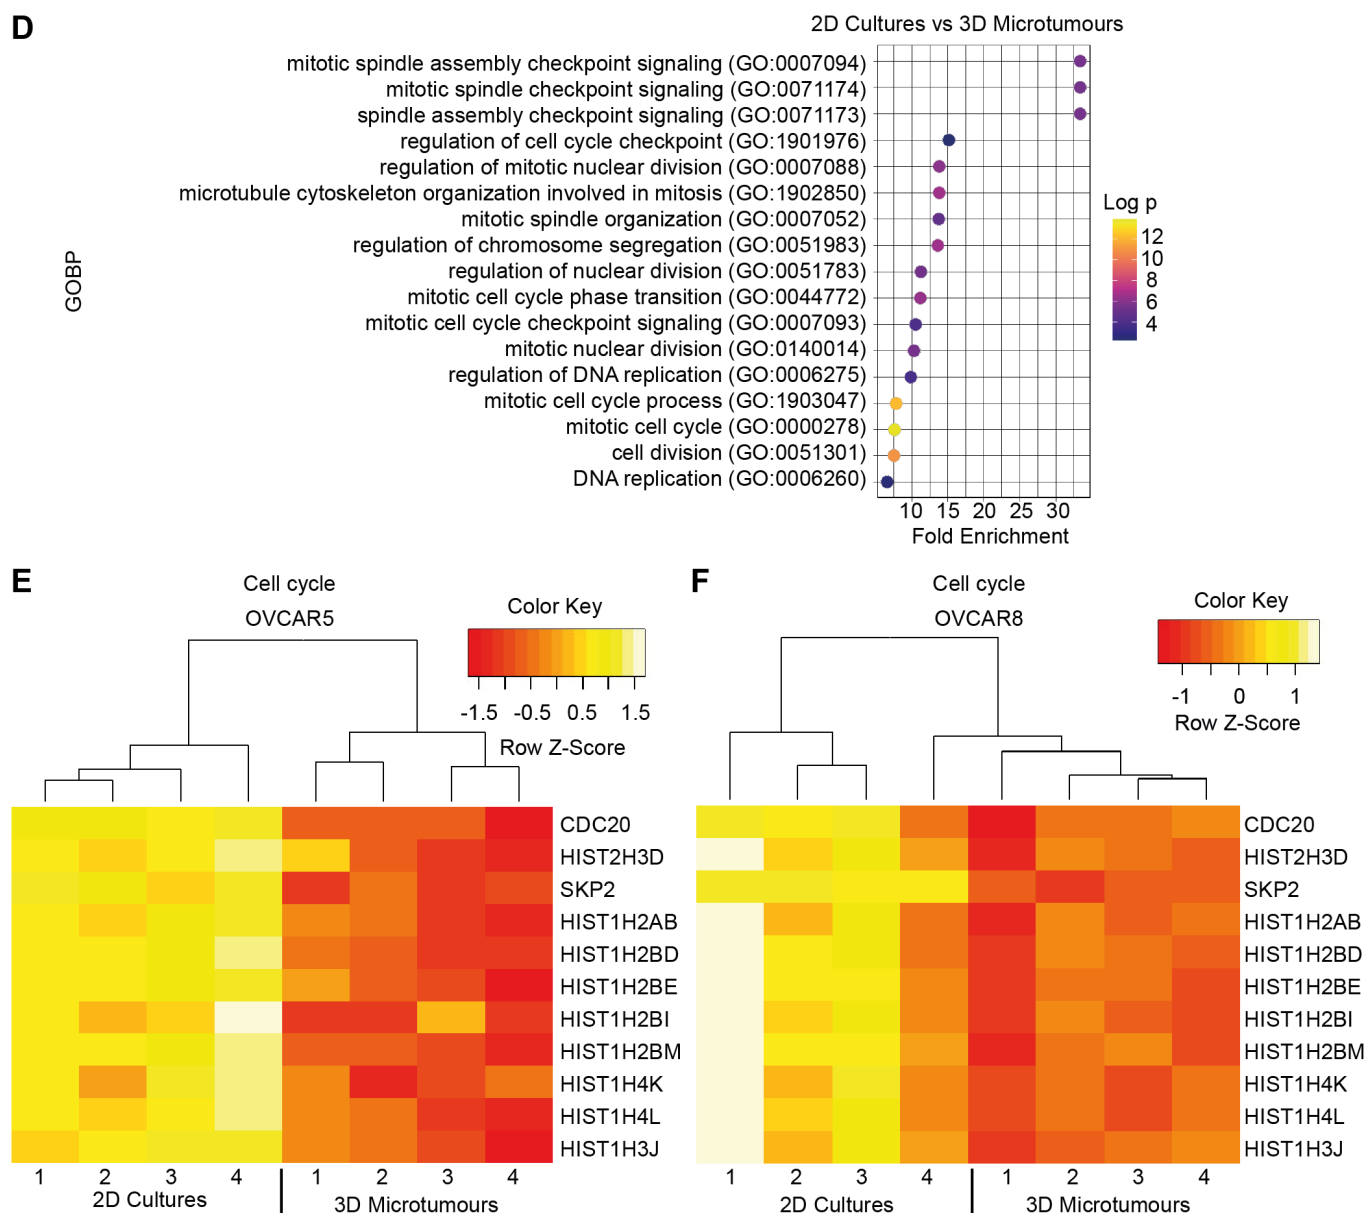 D
2D Cultures vs 3D Microtumours
mitotic spindle assembly checkpoint signaling (GO:0007094)
mitotic spindle checkpoint signaling (GO:0071174)
spindle assembly checkpoint signaling (GO:0071173)
regulation of cell cycle checkpoint (GO:1901976)
regulation of mitotic nuclear division (GO:0007088)
microtubule cytoskeleton organization involved in mitosis (GO:1902850)
mitotic spindle organization (GO:0007052)
regulation of chromosome segregation (GO:0051983)
regulation of nuclear division (GO:0051783)
mitotic cell cycle phase transition (GO:0044772)
mitotic cell cycle checkpoint signaling (GO:0007093)
mitotic nuclear division (GO:0140014)
regulation of DNA replication (GO:0006275)
mitotic cell cycle process (GO:1903047)
mitotic cell cycle (GO:0000278)
cell division (GO:0051301)
DNA replication (GO:0006260)
GOBP
10 15 20 25 30
Fold Enrichment
Log p
12
10
8
6
4
E
Cell cycle
OVCAR5
Color Key
-1.5 -0.5 0.5 1.5
Row Z-Score
CDC20
HIST2H3D
SKP2
HIST1H2AB
HIST1H2BD
HIST1H2BE
HIST1H2BI
HIST1H2BM
HIST1H4K
HIST1H4L
HIST1H3J
1 2 3 4 1 2 3 4
2D Cultures 3D Microtumours
F
Cell cycle
OVCAR8
Color Key
-1 0 1
Row Z-Score
CDC20
HIST2H3D
SKP2
HIST1H2AB
HIST1H2BD
HIST1H2BE
HIST1H2BI
HIST1H2BM
HIST1H4K
HIST1H4L
HIST1H3J
1 2 3 4 1 2 3 4
2D Cultures 3D Microtumours